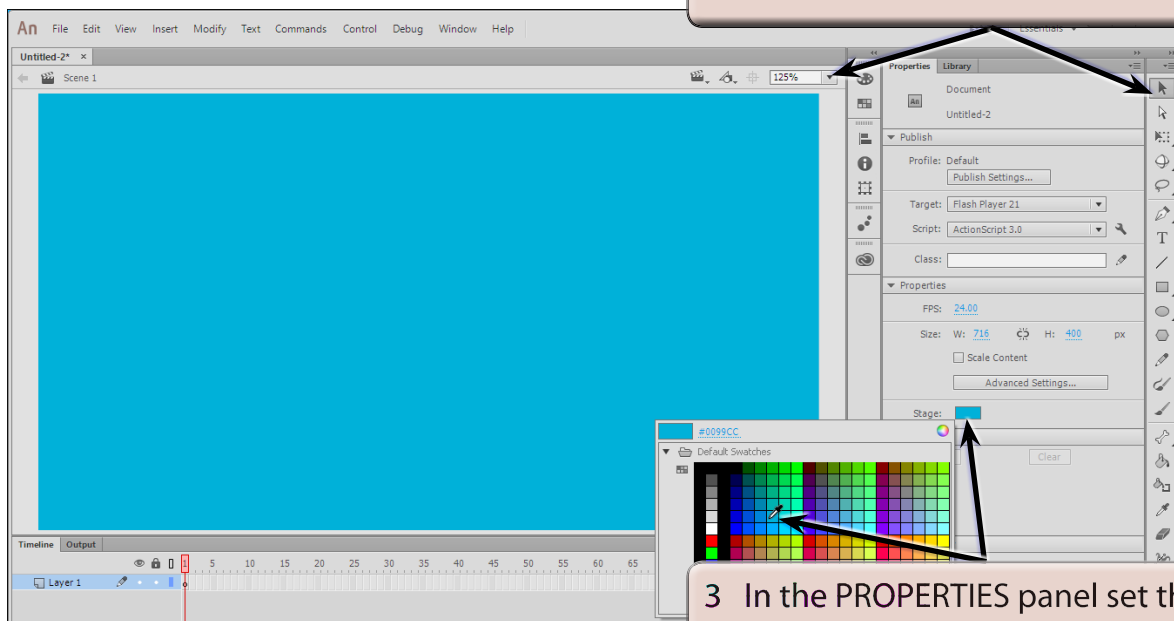 An File Edit View Insert Modify Text Commands Control Debug Window Help
Essentials
Untitled-2* ×
Scene 1
125%
Properties Library
Document
An
Untitled-2
Publish
Profile: Default
Publish Settings...
Target: Flash Player 21
Script: ActionScript 3.0
Class:
Properties
FPS: 24.00
Size: W: 716 H: 400 px
Scale Content
Advanced Settings...
Stage:
#0099CC
Default Swatches
Clear
Timeline Output
1 5 10 15 20 25 30 35 40 45 50 55 60 65
Layer 1
3 In the PROPERTIES panel set